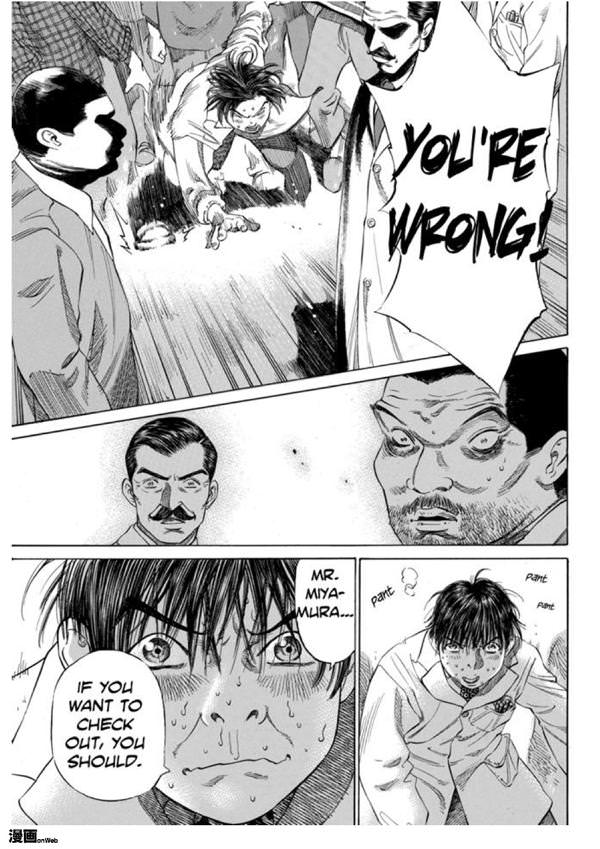 YOU'RE
WRONG!
pant
pant
pant
MR.
MIYA-
MURA...
IF YOU
WANT TO
CHECK
OUT, YOU
SHOULD.
漫画onWeb